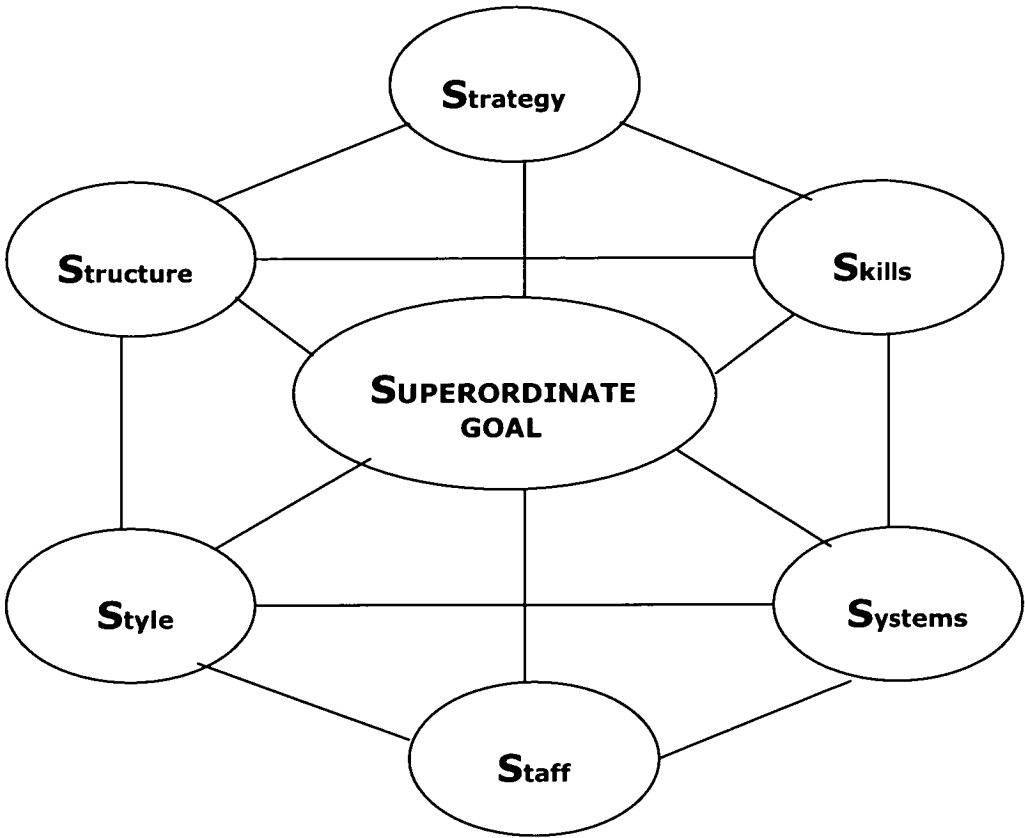 Strategy
Structure
Skills
SUPERORDINATE
GOAL
Style
Systems
Staff